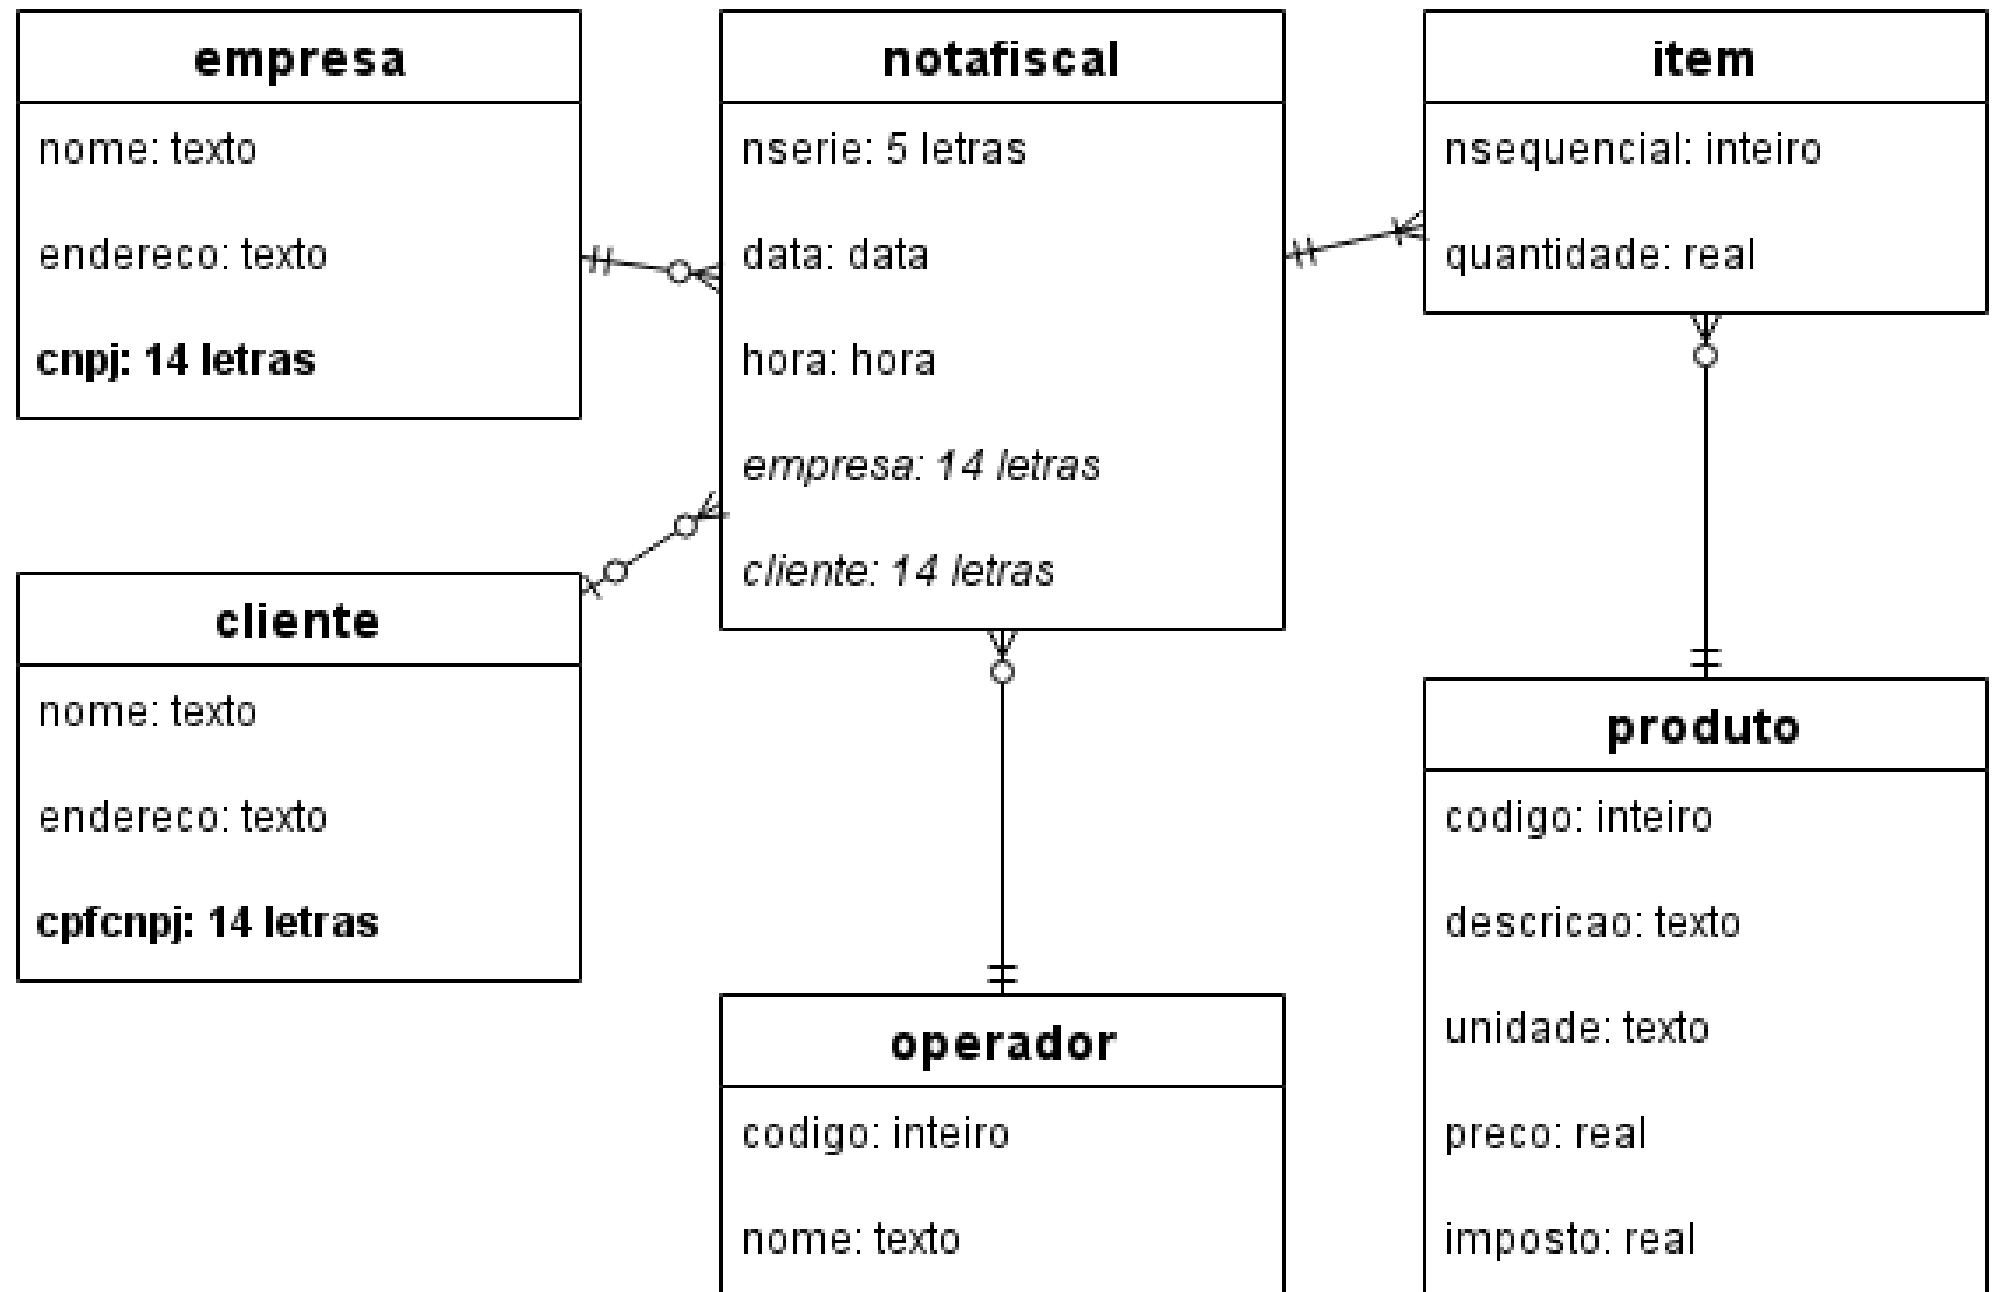 empresa
nome: texto
endereco: texto
cnpj: 14 letras
notafiscal
nserie: 5 letras
data: data
hora: hora
empresa: 14 letras
cliente: 14 letras
item
nsequencial: inteiro
quantidade: real
cliente
nome: texto
endereco: texto
cpfcnpj: 14 letras
operador
codigo: inteiro
nome: texto
produto
codigo: inteiro
descricao: texto
unidade: texto
preco: real
imposto: real